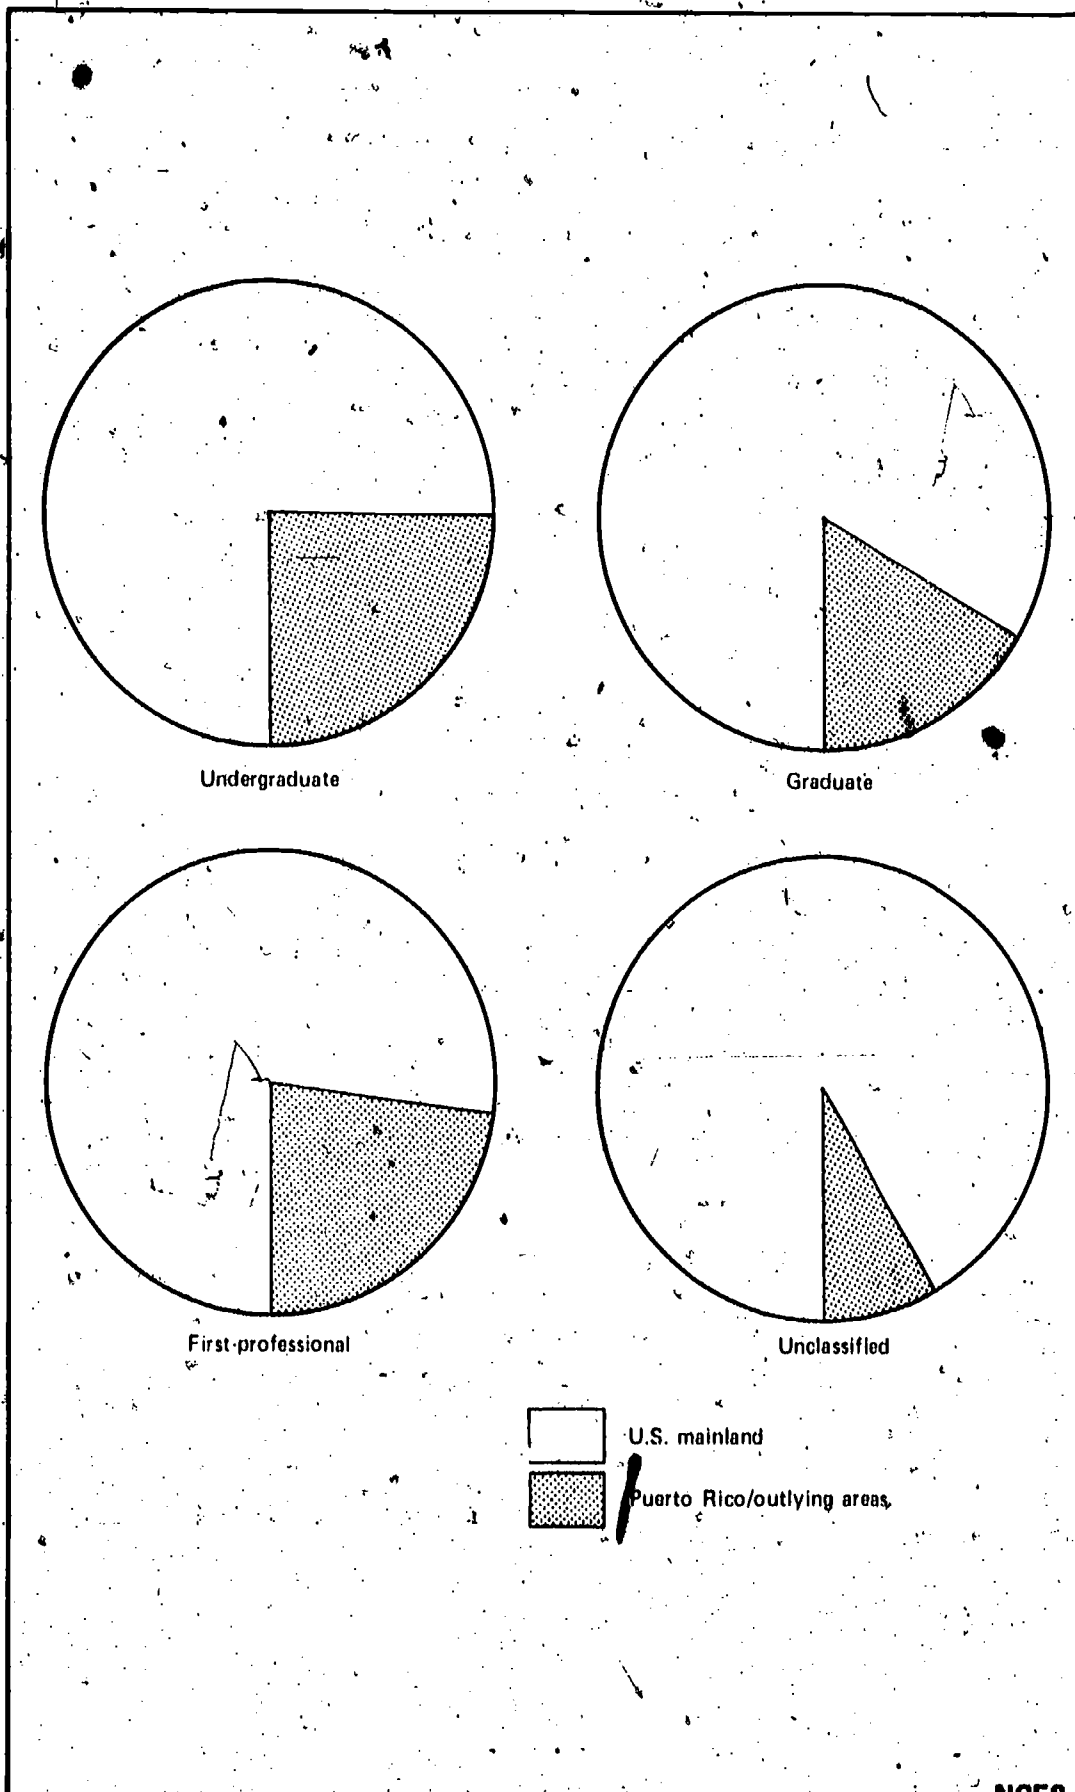 Undergraduate
Graduate
First-professional
Unclassified
U.S. mainland
Puerto Rico/outlying areas